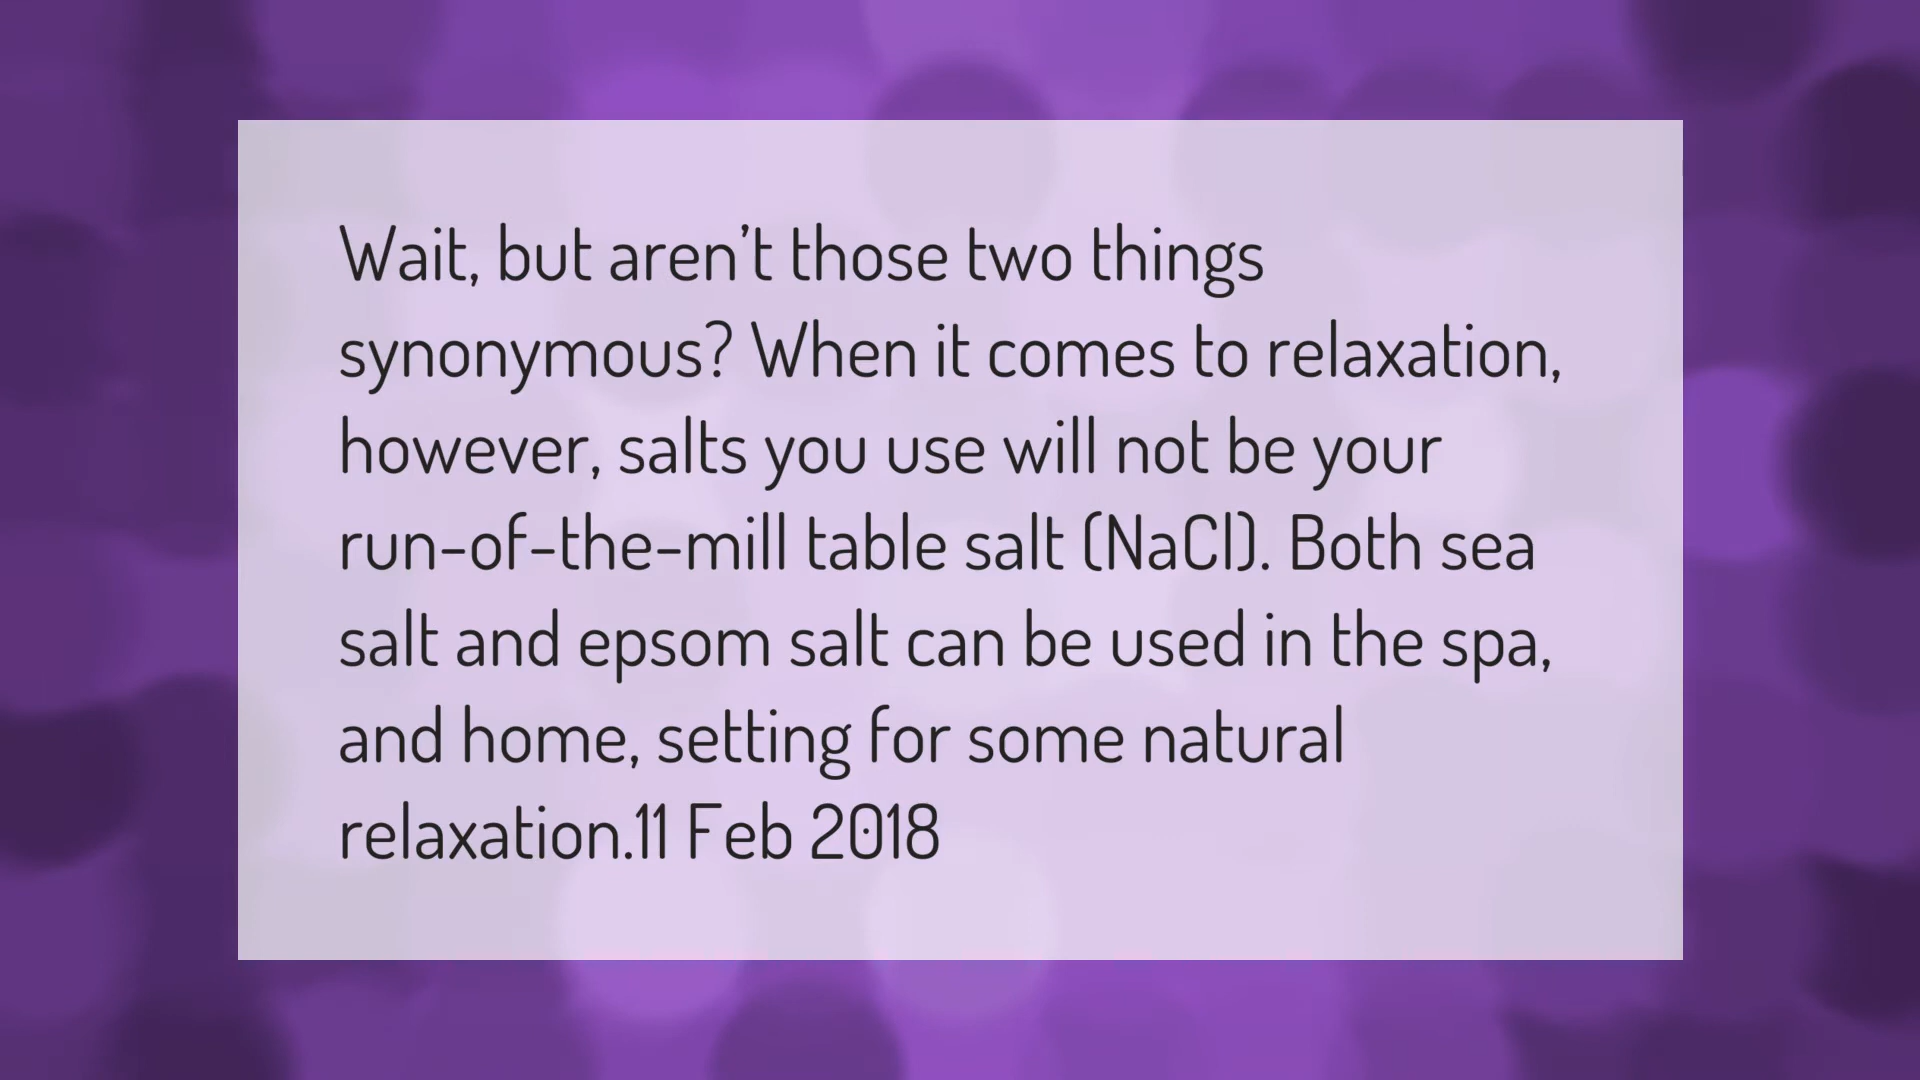 Wait, but aren’t those two things
synonymous? When it comes to relaxation,
however, salts you use will not be your
run-of-the-mill table salt (NaCl). Both sea
salt and epsom salt can be used in the spa,
and home, setting for some natural
relaxation.11 Feb 2018